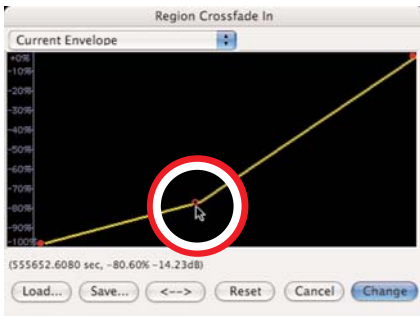 Region Crossfade In
Current Envelope
+0%
-10%
-20%
-30%
-40%
-50%
-60%
-70%
-80%
-90%
-100%
(555652.6080 sec, -80.60% -14.23dB)
Load... Save... <--> Reset Cancel Change